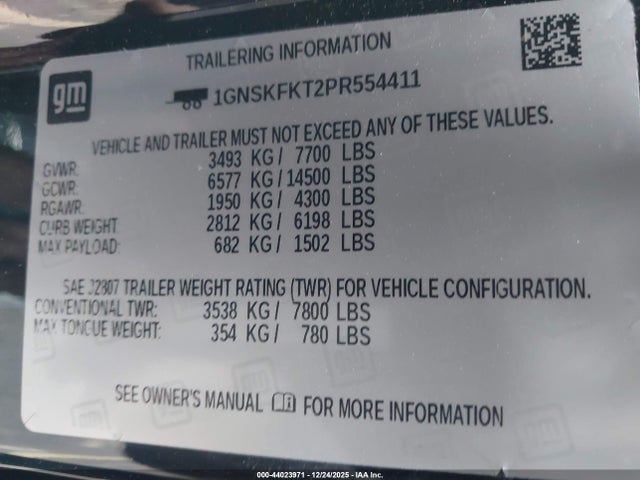 TRAILERING INFORMATION
gm
1GNSKFKT2PR554411
VEHICLE AND TRAILER MUST NOT EXCEED ANY OF THESE VALUES.
GVWR: 3493 KG / 7700 LBS
GCWR: 6577 KG / 14500 LBS
RGAWR: 1950 KG / 4300 LBS
CURB WEIGHT: 2812 KG / 6198 LBS
MAX PAYLOAD: 682 KG / 1502 LBS
SAE J2807 TRAILER WEIGHT RATING (TWR) FOR VEHICLE CONFIGURATION.
CONVENTIONAL TWR: 3538 KG / 7800 LBS
MAX TONGUE WEIGHT: 354 KG / 780 LBS
SEE OWNER'S MANUAL FOR MORE INFORMATION
000-44023971 - 12/24/2025 - IAA Inc.